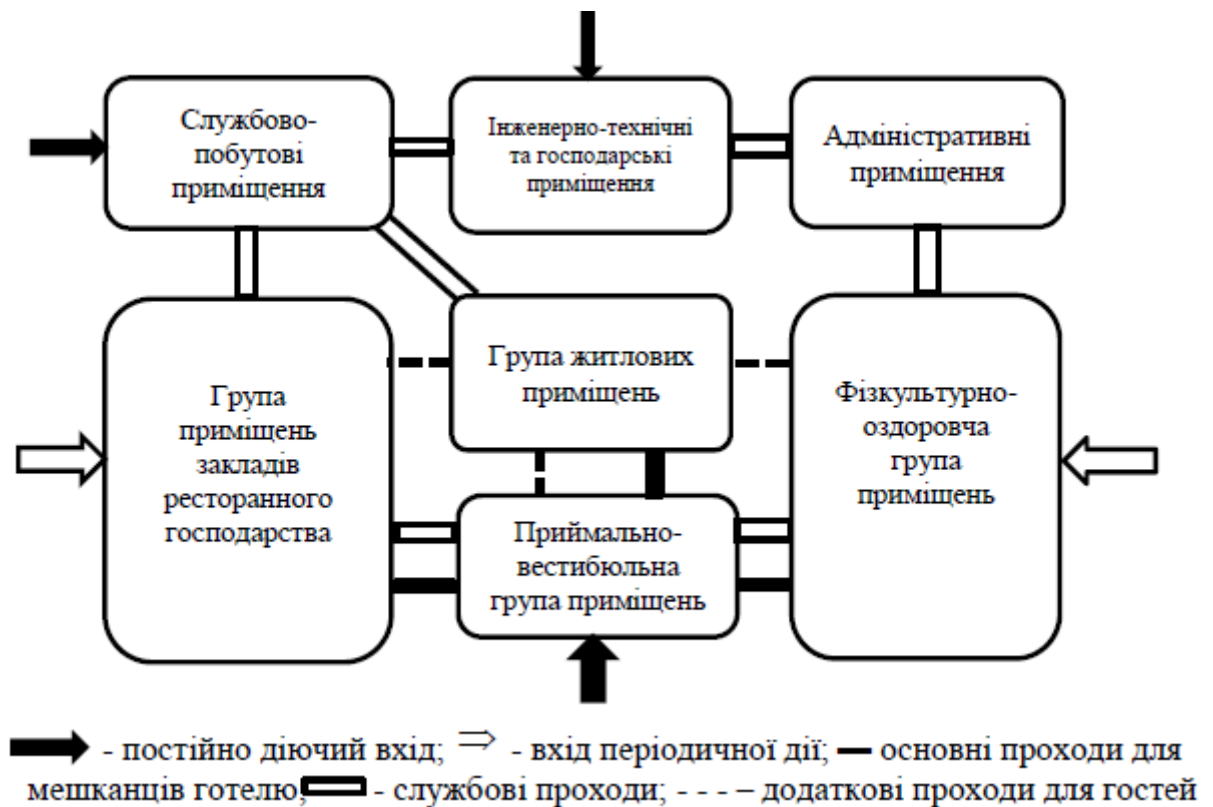 Службово-
побутові
приміщення
Інженерно-технічні
та господарські
приміщення
Адміністративні
приміщення
Група житлових
приміщень
Група
приміщень
закладів
ресторанного
господарства
Фізкультурно-
оздоровча
група
приміщень
Приймально-
вестибюльна
група приміщень
- постійно діючий вхід; ⇒ - вхід періодичної дії; — основні проходи для
мешканців готелю; - службові проходи; - - - – додаткові проходи для гостей